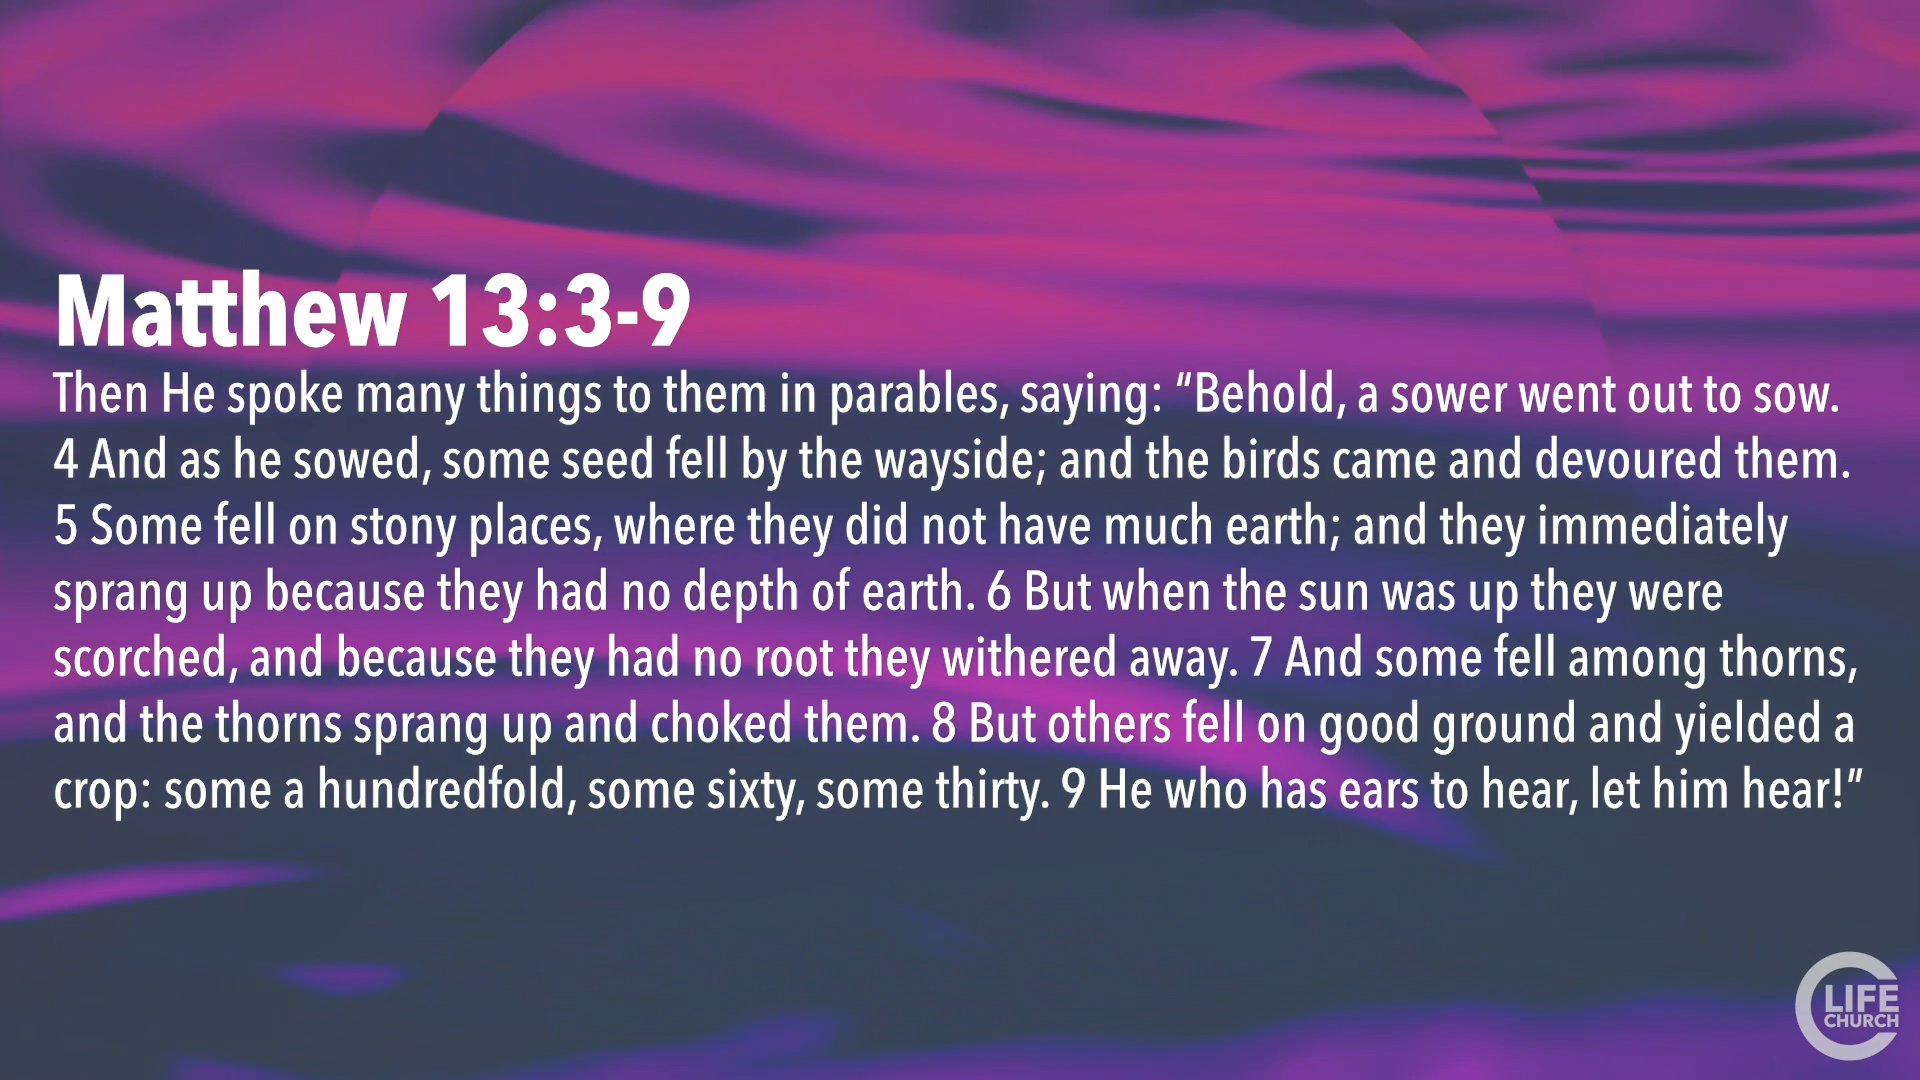 Matthew 13:3-9
Then He spoke many things to them in parables, saying: “Behold, a sower went out to sow.
4 And as he sowed, some seed fell by the wayside; and the birds came and devoured them.
5 Some fell on stony places, where they did not have much earth; and they immediately
sprang up because they had no depth of earth. 6 But when the sun was up they were
scorched, and because they had no root they withered away. 7 And some fell among thorns,
and the thorns sprang up and choked them. 8 But others fell on good ground and yielded a
crop: some a hundredfold, some sixty, some thirty. 9 He who has ears to hear, let him hear!”
LIFE
CHURCH